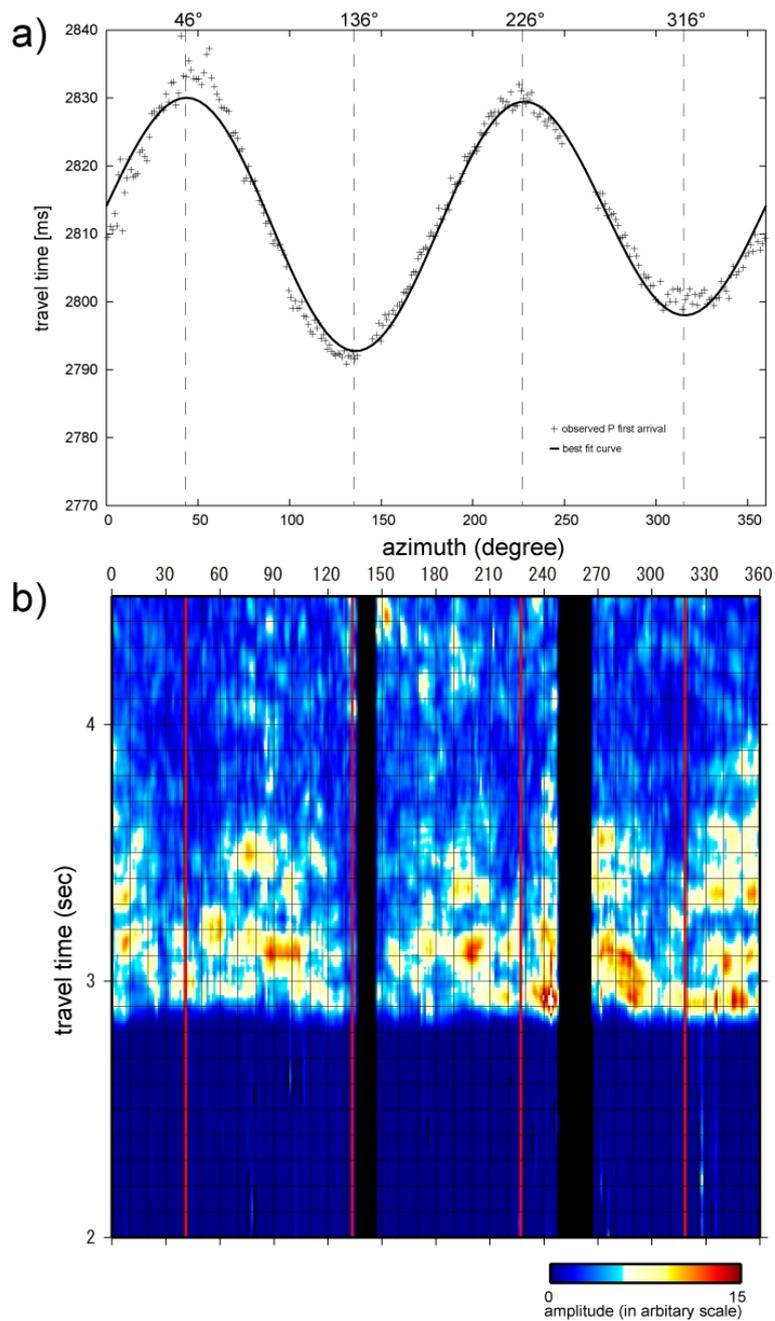 a)
46° 136° 226° 316°
2840
2830
2820
2810
2800
2790
2780
2770
travel time [ms]
+ observed P first arrival
best fit curve
0 50 100 150 200 250 300 350
azimuth (degree)
b)
0 30 60 90 120 150 180 210 240 270 300 330 360
4
3
2
travel time (sec)
0 15
amplitude (in arbitary scale)